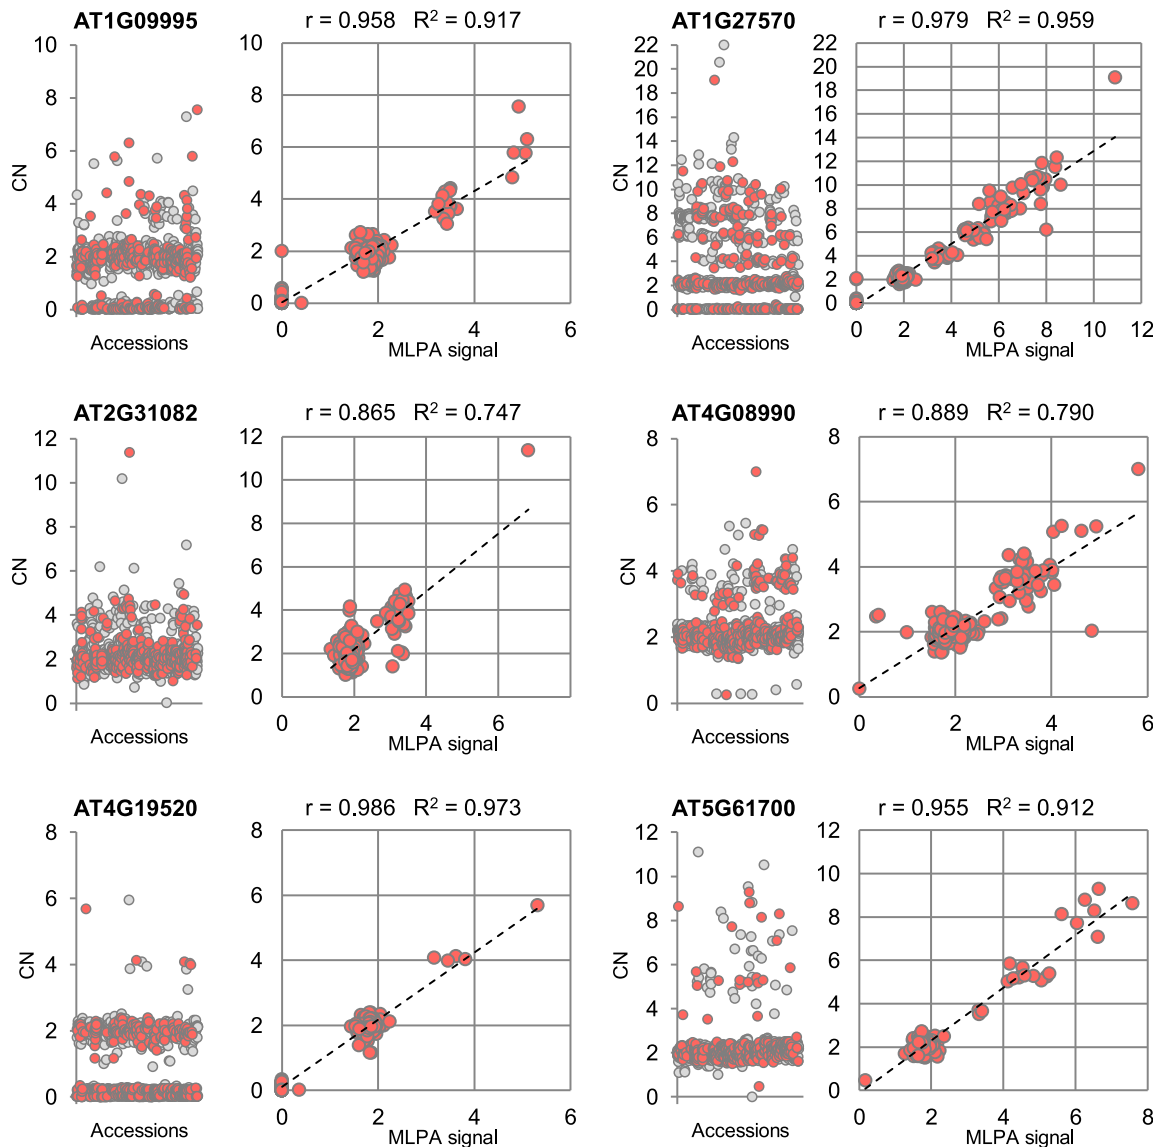 AT1G09995 r = 0.958 R² = 0.917
10
8
6
4
2
0
CN
Accessions
10
8
6
4
2
0
0 2 4 6
MLPA signal
AT1G27570 r = 0.979 R² = 0.959
22
20
18
16
14
12
10
8
6
4
2
0
CN
Accessions
22
20
18
16
14
12
10
8
6
4
2
0
0 2 4 6 8 10 12
MLPA signal
AT2G31082 r = 0.865 R² = 0.747
12
10
8
6
4
2
0
CN
Accessions
12
10
8
6
4
2
0
0 2 4 6 8
MLPA signal
AT4G08990 r = 0.889 R² = 0.790
8
6
4
2
0
CN
Accessions
8
6
4
2
0
0 2 4 6
MLPA signal
AT4G19520 r = 0.986 R² = 0.973
8
6
4
2
0
CN
Accessions
8
6
4
2
0
0 2 4 6
MLPA signal
AT5G61700 r = 0.955 R² = 0.912
12
10
8
6
4
2
0
CN
Accessions
12
10
8
6
4
2
0
0 2 4 6 8
MLPA signal